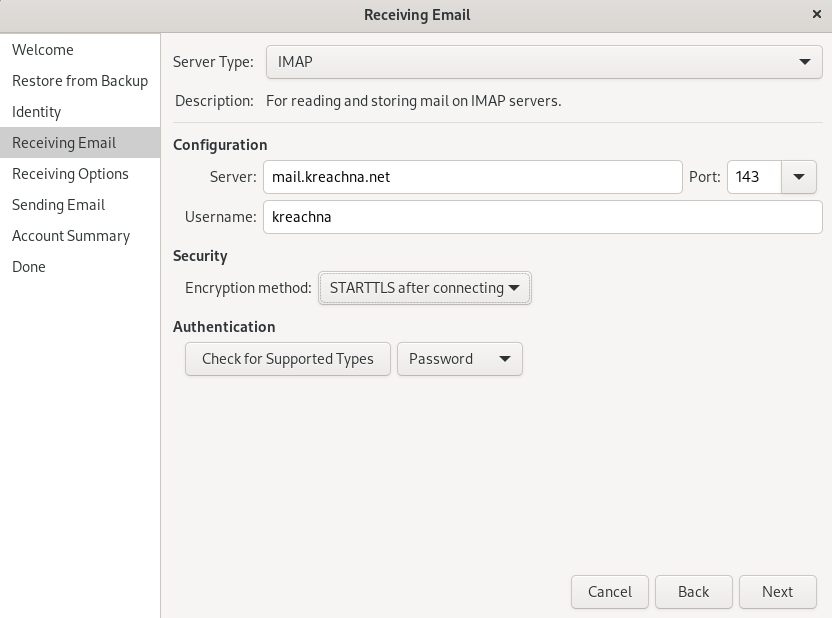 Receiving Email
Welcome
Restore from Backup
Identity
Receiving Email
Receiving Options
Sending Email
Account Summary
Done
Server Type: IMAP
Description: For reading and storing mail on IMAP servers.
Configuration
Server: mail.kreachna.net Port: 143
Username: kreachna
Security
Encryption method: STARTTLS after connecting
Authentication
Check for Supported Types Password
Cancel Back Next